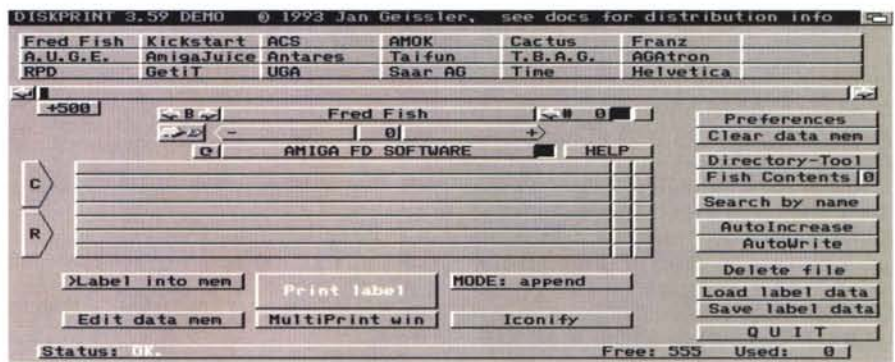 DISKPRINT 3.59 DEMO © 1993 Jan Geissler, see docs for distribution info
Fred Fish Kickstart ACS AMOK Cactus Franz
A.U.G.E. AmigaJuice Antares Taifun T.B.A.G. AGAtron
RPD GetiT UGA Saar AG Time Helvetica
+500
B Fred Fish # 0
- 0 +
AMIGA FD SOFTWARE HELP
C
R
Preferences
Clear data mem
Directory-Tool
Fish Contents 0
Search by name
AutoIncrease
AutoWrite
>Label into mem Print label MODE: append
Edit data mem MultiPrint win Iconify
Delete file
Load label data
Save label data
QUIT
Status: OK. Free: 555 Used: 0